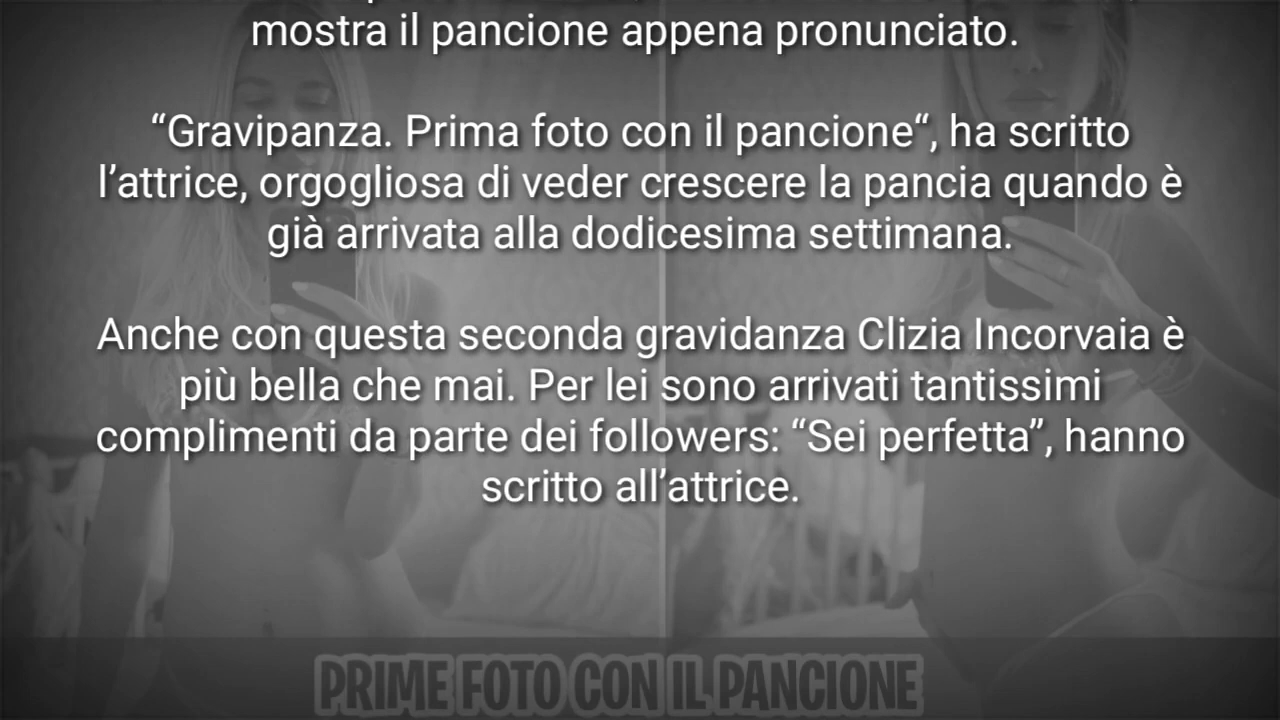 mostra il pancione appena pronunciato.
“Gravipanza. Prima foto con il pancione“, ha scritto
l’attrice, orgogliosa di veder crescere la pancia quando è
già arrivata alla dodicesima settimana.
Anche con questa seconda gravidanza Clizia Incorvaia è
più bella che mai. Per lei sono arrivati tantissimi
complimenti da parte dei followers: “Sei perfetta”, hanno
scritto all’attrice.
PRIME FOTO CON IL PANCIONE